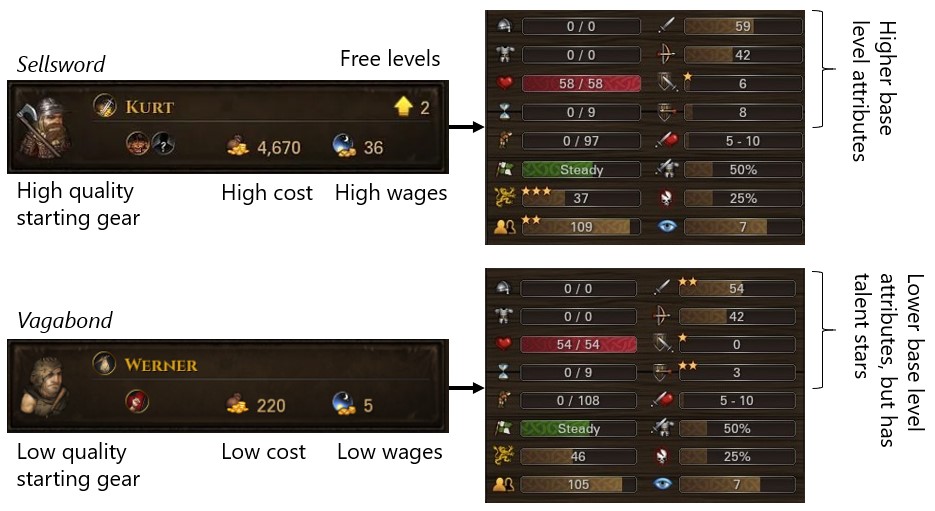 Sellsword
Free levels
KURT
2
4,670
36
High quality
starting gear
High cost
High wages
0 / 0
59
0 / 0
42
58 / 58
6
0 / 9
8
0 / 97
5 - 10
Steady
50%
37
25%
109
7
Higher base
level attributes
Vagabond
WERNER
220
5
Low quality
starting gear
Low cost
Low wages
0 / 0
54
0 / 0
42
54 / 54
0
0 / 9
3
0 / 108
5 - 10
Steady
50%
46
25%
105
7
Lower base level
attributes, but has
talent stars